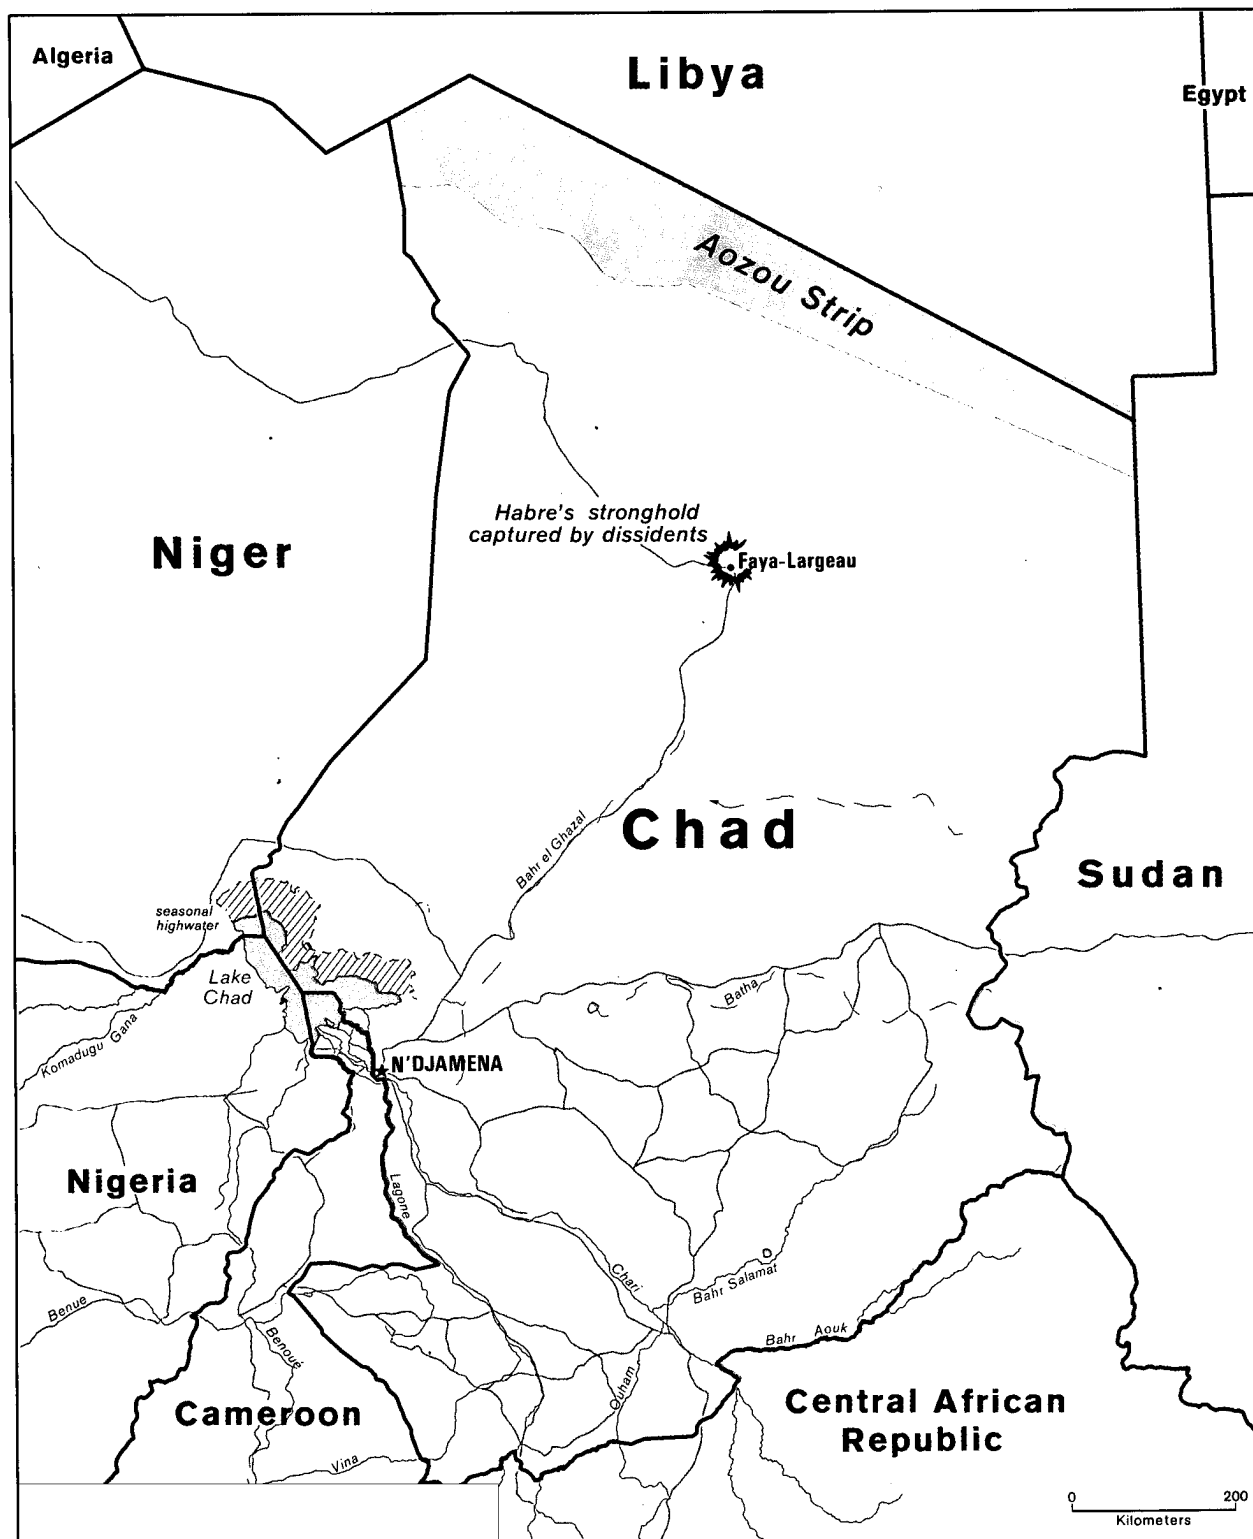 Algeria
Libya
Egypt
Aozou Strip
Habre's stronghold
captured by dissidents
Faya-Largeau
Niger
Chad
Bahr el Ghazal
Sudan
seasonal
highwater
Lake
Chad
Batha
Komadugu Gana
N'DJAMENA
Nigeria
Lagone
Chari
Bahr Salamat
Benue
Benoué
Bahr Aouk
Ouham
Cameroon
Central African
Republic
Vina
0 200
Kilometers